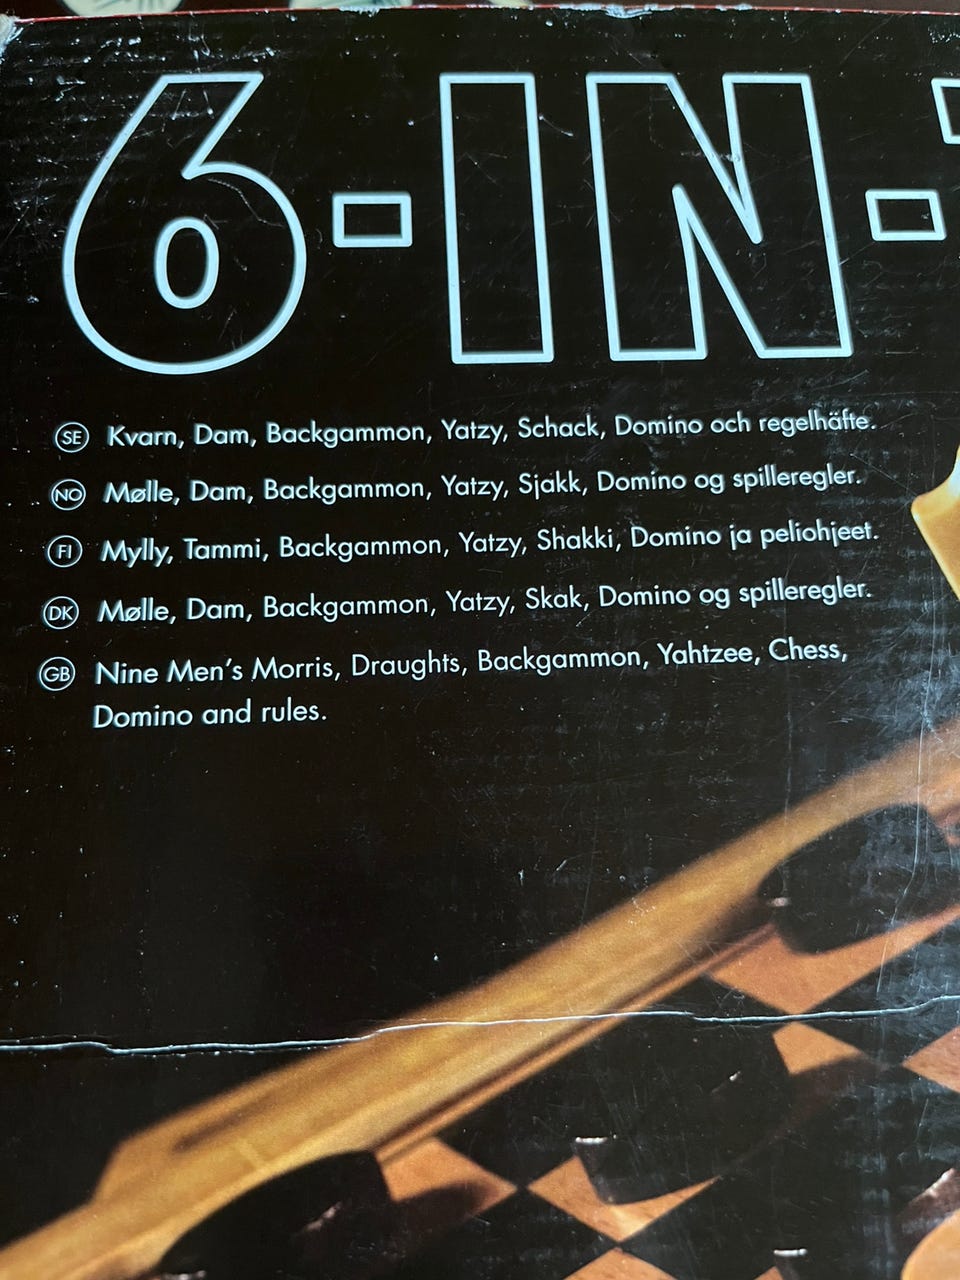 6-IN-
SE Kvarn, Dam, Backgammon, Yatzy, Schack, Domino och regelhäfte.
NO Mølle, Dam, Backgammon, Yatzy, Sjakk, Domino og spilleregler.
FI Mylly, Tammi, Backgammon, Yatzy, Shakki, Domino ja peliohjeet.
DK Mølle, Dam, Backgammon, Yatzy, Skak, Domino og spilleregler.
GB Nine Men's Morris, Draughts, Backgammon, Yahtzee, Chess,
Domino and rules.